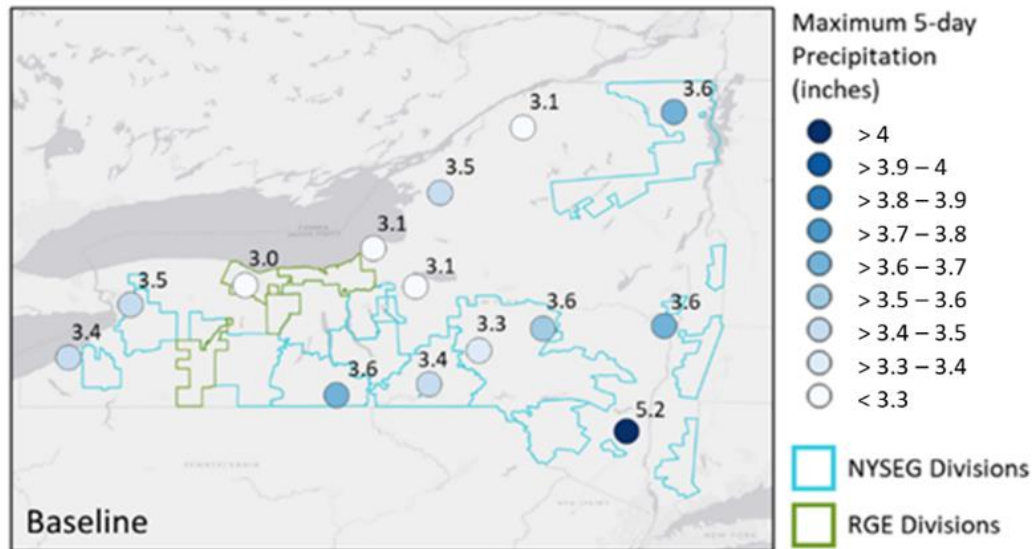 Maximum 5-day
Precipitation
(inches)
> 4
> 3.9 – 4
> 3.8 – 3.9
> 3.7 – 3.8
> 3.6 – 3.7
> 3.5 – 3.6
> 3.4 – 3.5
> 3.3 – 3.4
< 3.3
NYSEG Divisions
RGE Divisions
3.6
3.1
3.5
3.1
3.0
3.1
3.5
3.6
3.6
3.4
3.3
3.4
3.6
5.2
PENNSYLVANIA
NEW YORK
Baseline